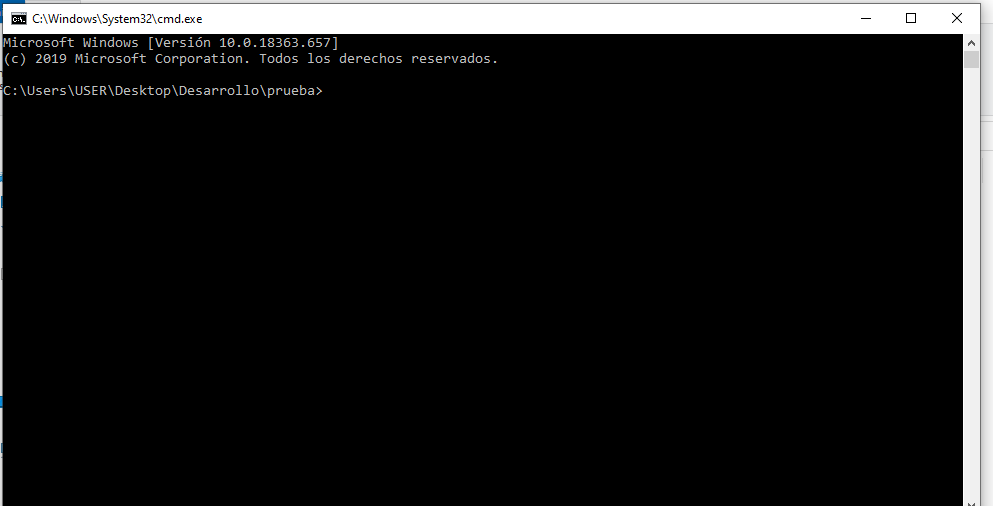 C:\Windows\System32\cmd.exe
Microsoft Windows [Versión 10.0.18363.657]
(c) 2019 Microsoft Corporation. Todos los derechos reservados.
C:\Users\USER\Desktop\Desarrollo\prueba>